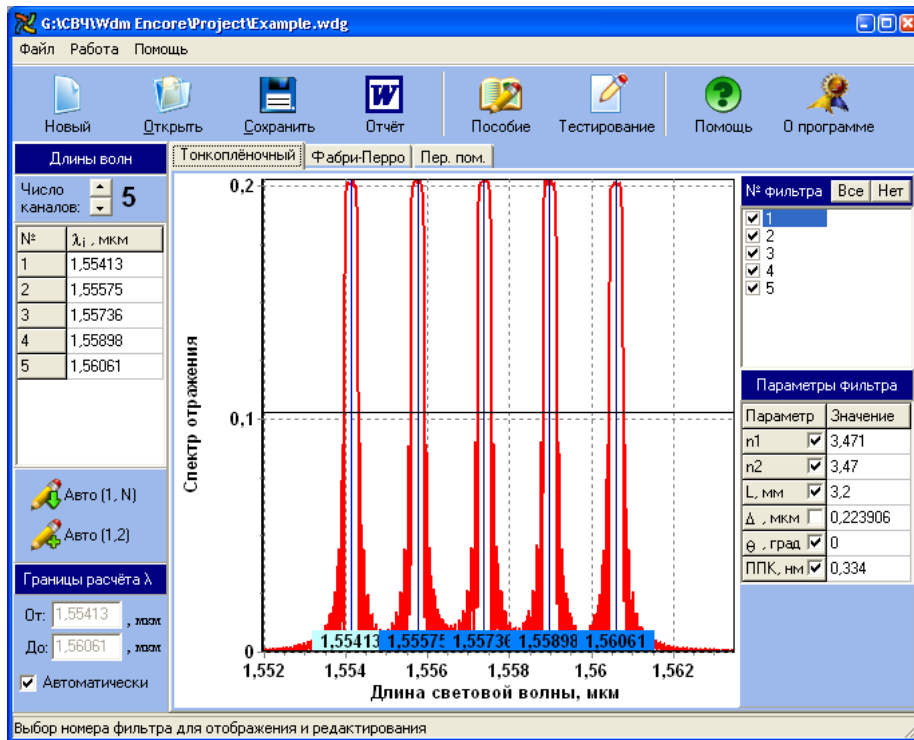 G:\СВЧ\Wdm Encore\Project\Example.wdg
Файл Работа Помощь
Новый Открыть Сохранить Отчёт Пособие Тестирование Помощь О программе
Длины волн
Тонкоплёночный Фабри-Перро Пер. пом.
Число каналов: 5
№ λi , мкм
1 1,55413
2 1,55575
3 1,55736
4 1,55898
5 1,56061
Авто (1, N)
Авто (1,2)
Границы расчёта λ
От: 1,55413 , мкм
До: 1,56061 , мкм
Автоматически
Спектр отражения
0,2
0,1
0
1,55413 1,55575 1,55736 1,55898 1,56061
1,552 1,554 1,556 1,558 1,56 1,562
Длина световой волны, мкм
№ фильтра Все Нет
1
2
3
4
5
Параметры фильтра
Параметр Значение
n1 3,471
n2 3,47
L, мм 3,2
Δ , мкм 0,223906
θ , град 0
ППК, нм 0,334
Выбор номера фильтра для отображения и редактирования